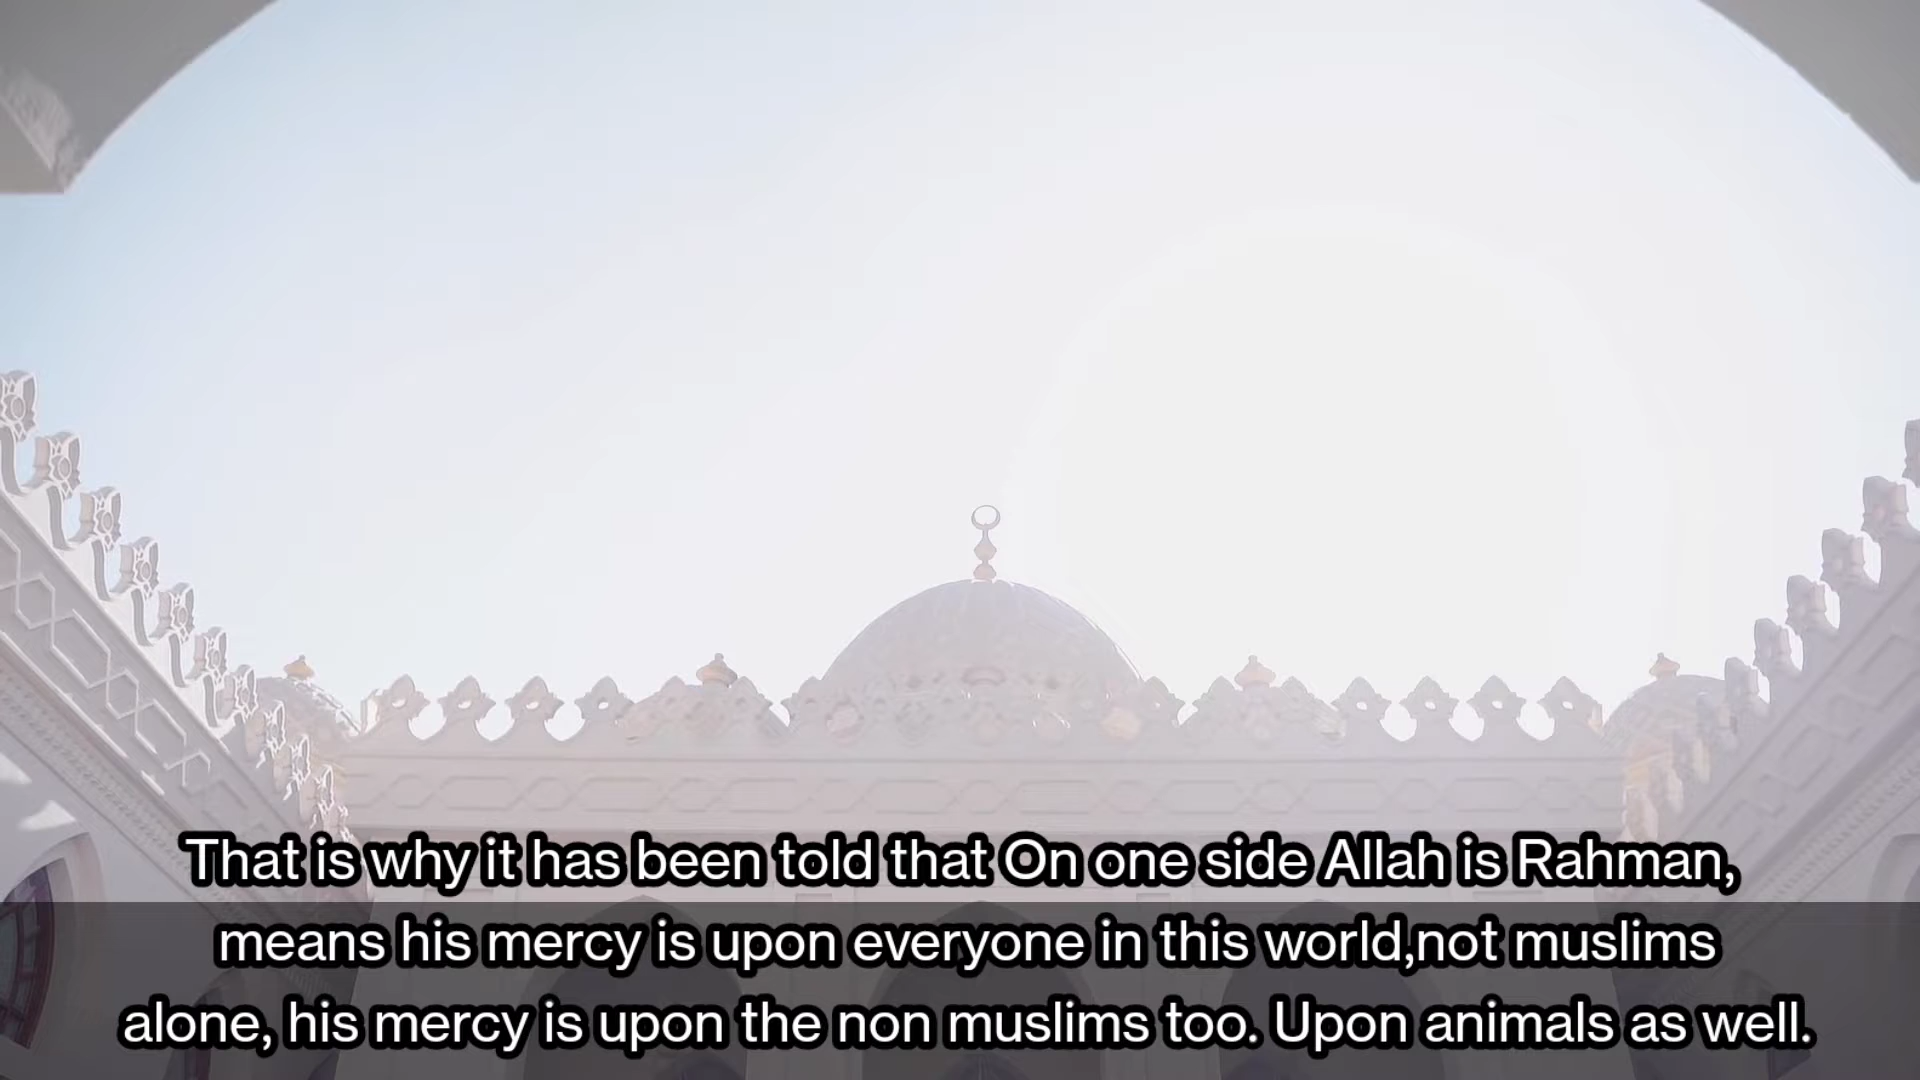 That is why it has been told that On one side Allah is Rahman,
means his mercy is upon everyone in this world,not muslims
alone, his mercy is upon the non muslims too. Upon animals as well.